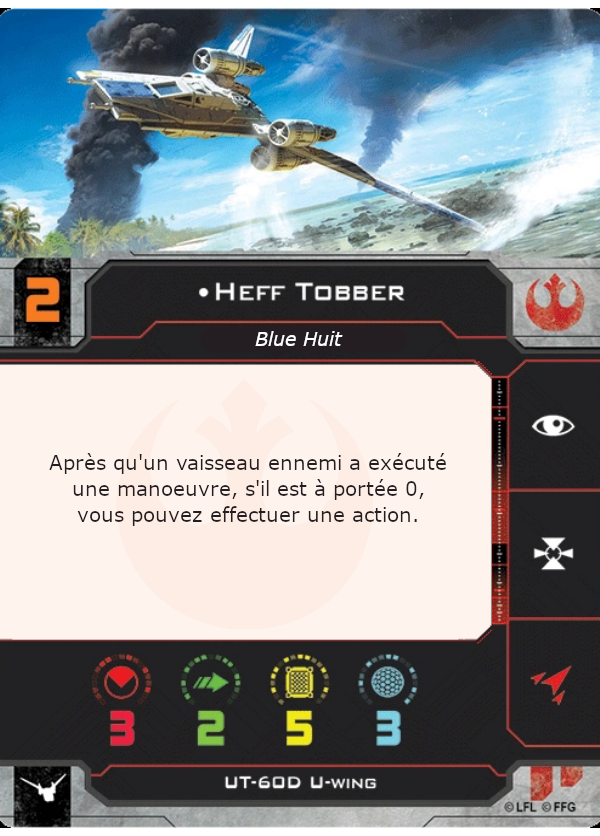 2
•Heff Tobber
Blue Huit
Après qu'un vaisseau ennemi a exécuté
une manoeuvre, s'il est à portée 0,
vous pouvez effectuer une action.
3 2 5 3
UT-60D U-wing
© LFL © FFG